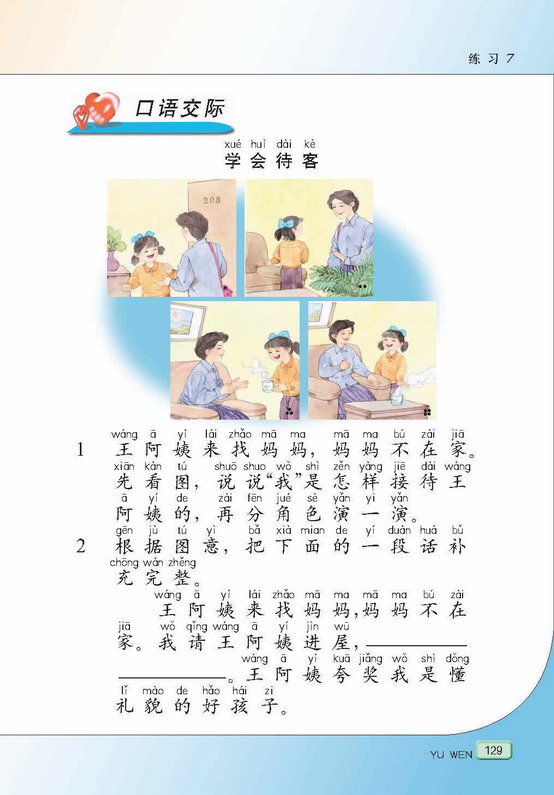 练习7
口语交际
xué huì dài kè
学会待客
208
wáng ā yí lái zhǎo mā ma mā ma bú zài jiā
1 王阿姨来找妈妈，妈妈不在家。
xiān kàn tú shuō shuo wǒ shì zěn yàng jiē dài wáng
先看图，说说“我”是怎样接待王
ā yí de zài fēn jué sè yǎn yi yǎn
阿姨的，再分角色演一演。
gēn jù tú yì bǎ xià mian de yí duàn huà bǔ
2 根据图意，把下面的一段话补
chōng wán zhěng
充完整。
wáng ā yí lái zhǎo mā ma mā ma bú zài
王阿姨来找妈妈，妈妈不在
jiā wǒ qǐng wáng ā yí jìn wū
家。我请王阿姨进屋，
wáng ā yí kuā jiǎng wǒ shì dǒng
。王阿姨夸奖我是懂
lǐ mào de hǎo hái zi
礼貌的好孩子。
YU WEN 129